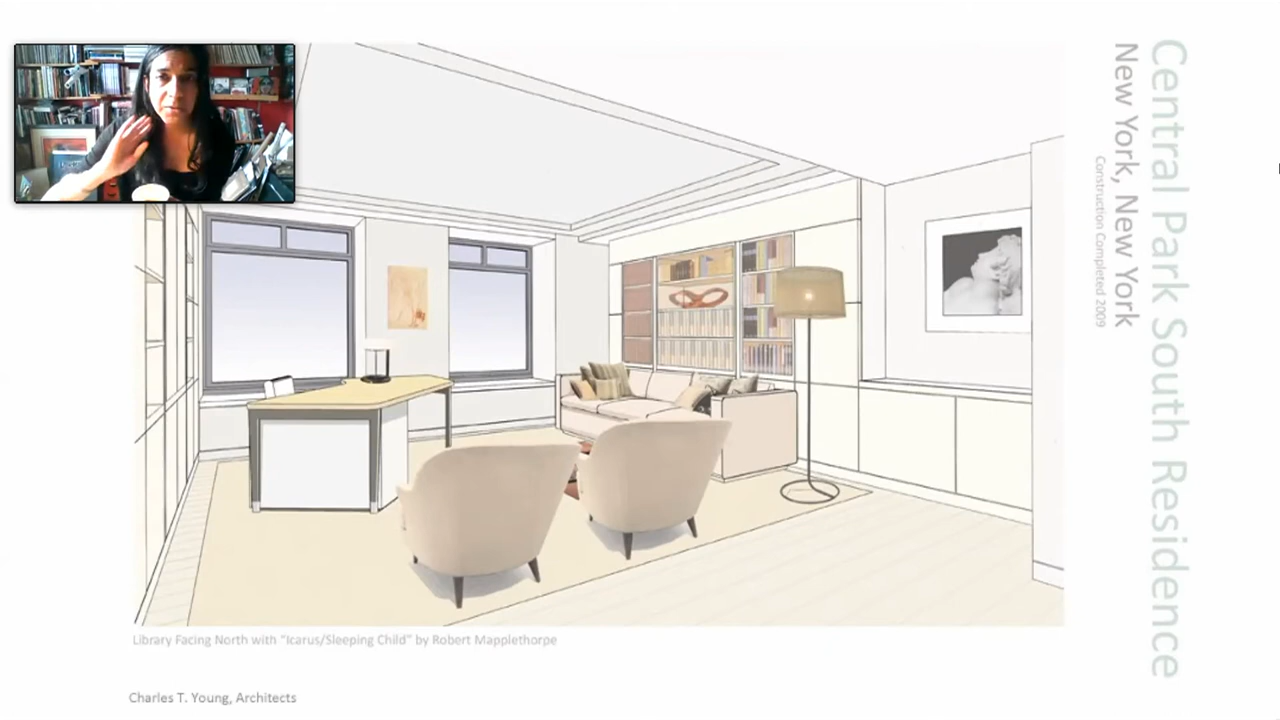 Central Park South Residence
New York, New York
Construction Completed 2009
Library Facing North with "Icarus/Sleeping Child" by Robert Mapplethorpe
Charles T. Young, Architects